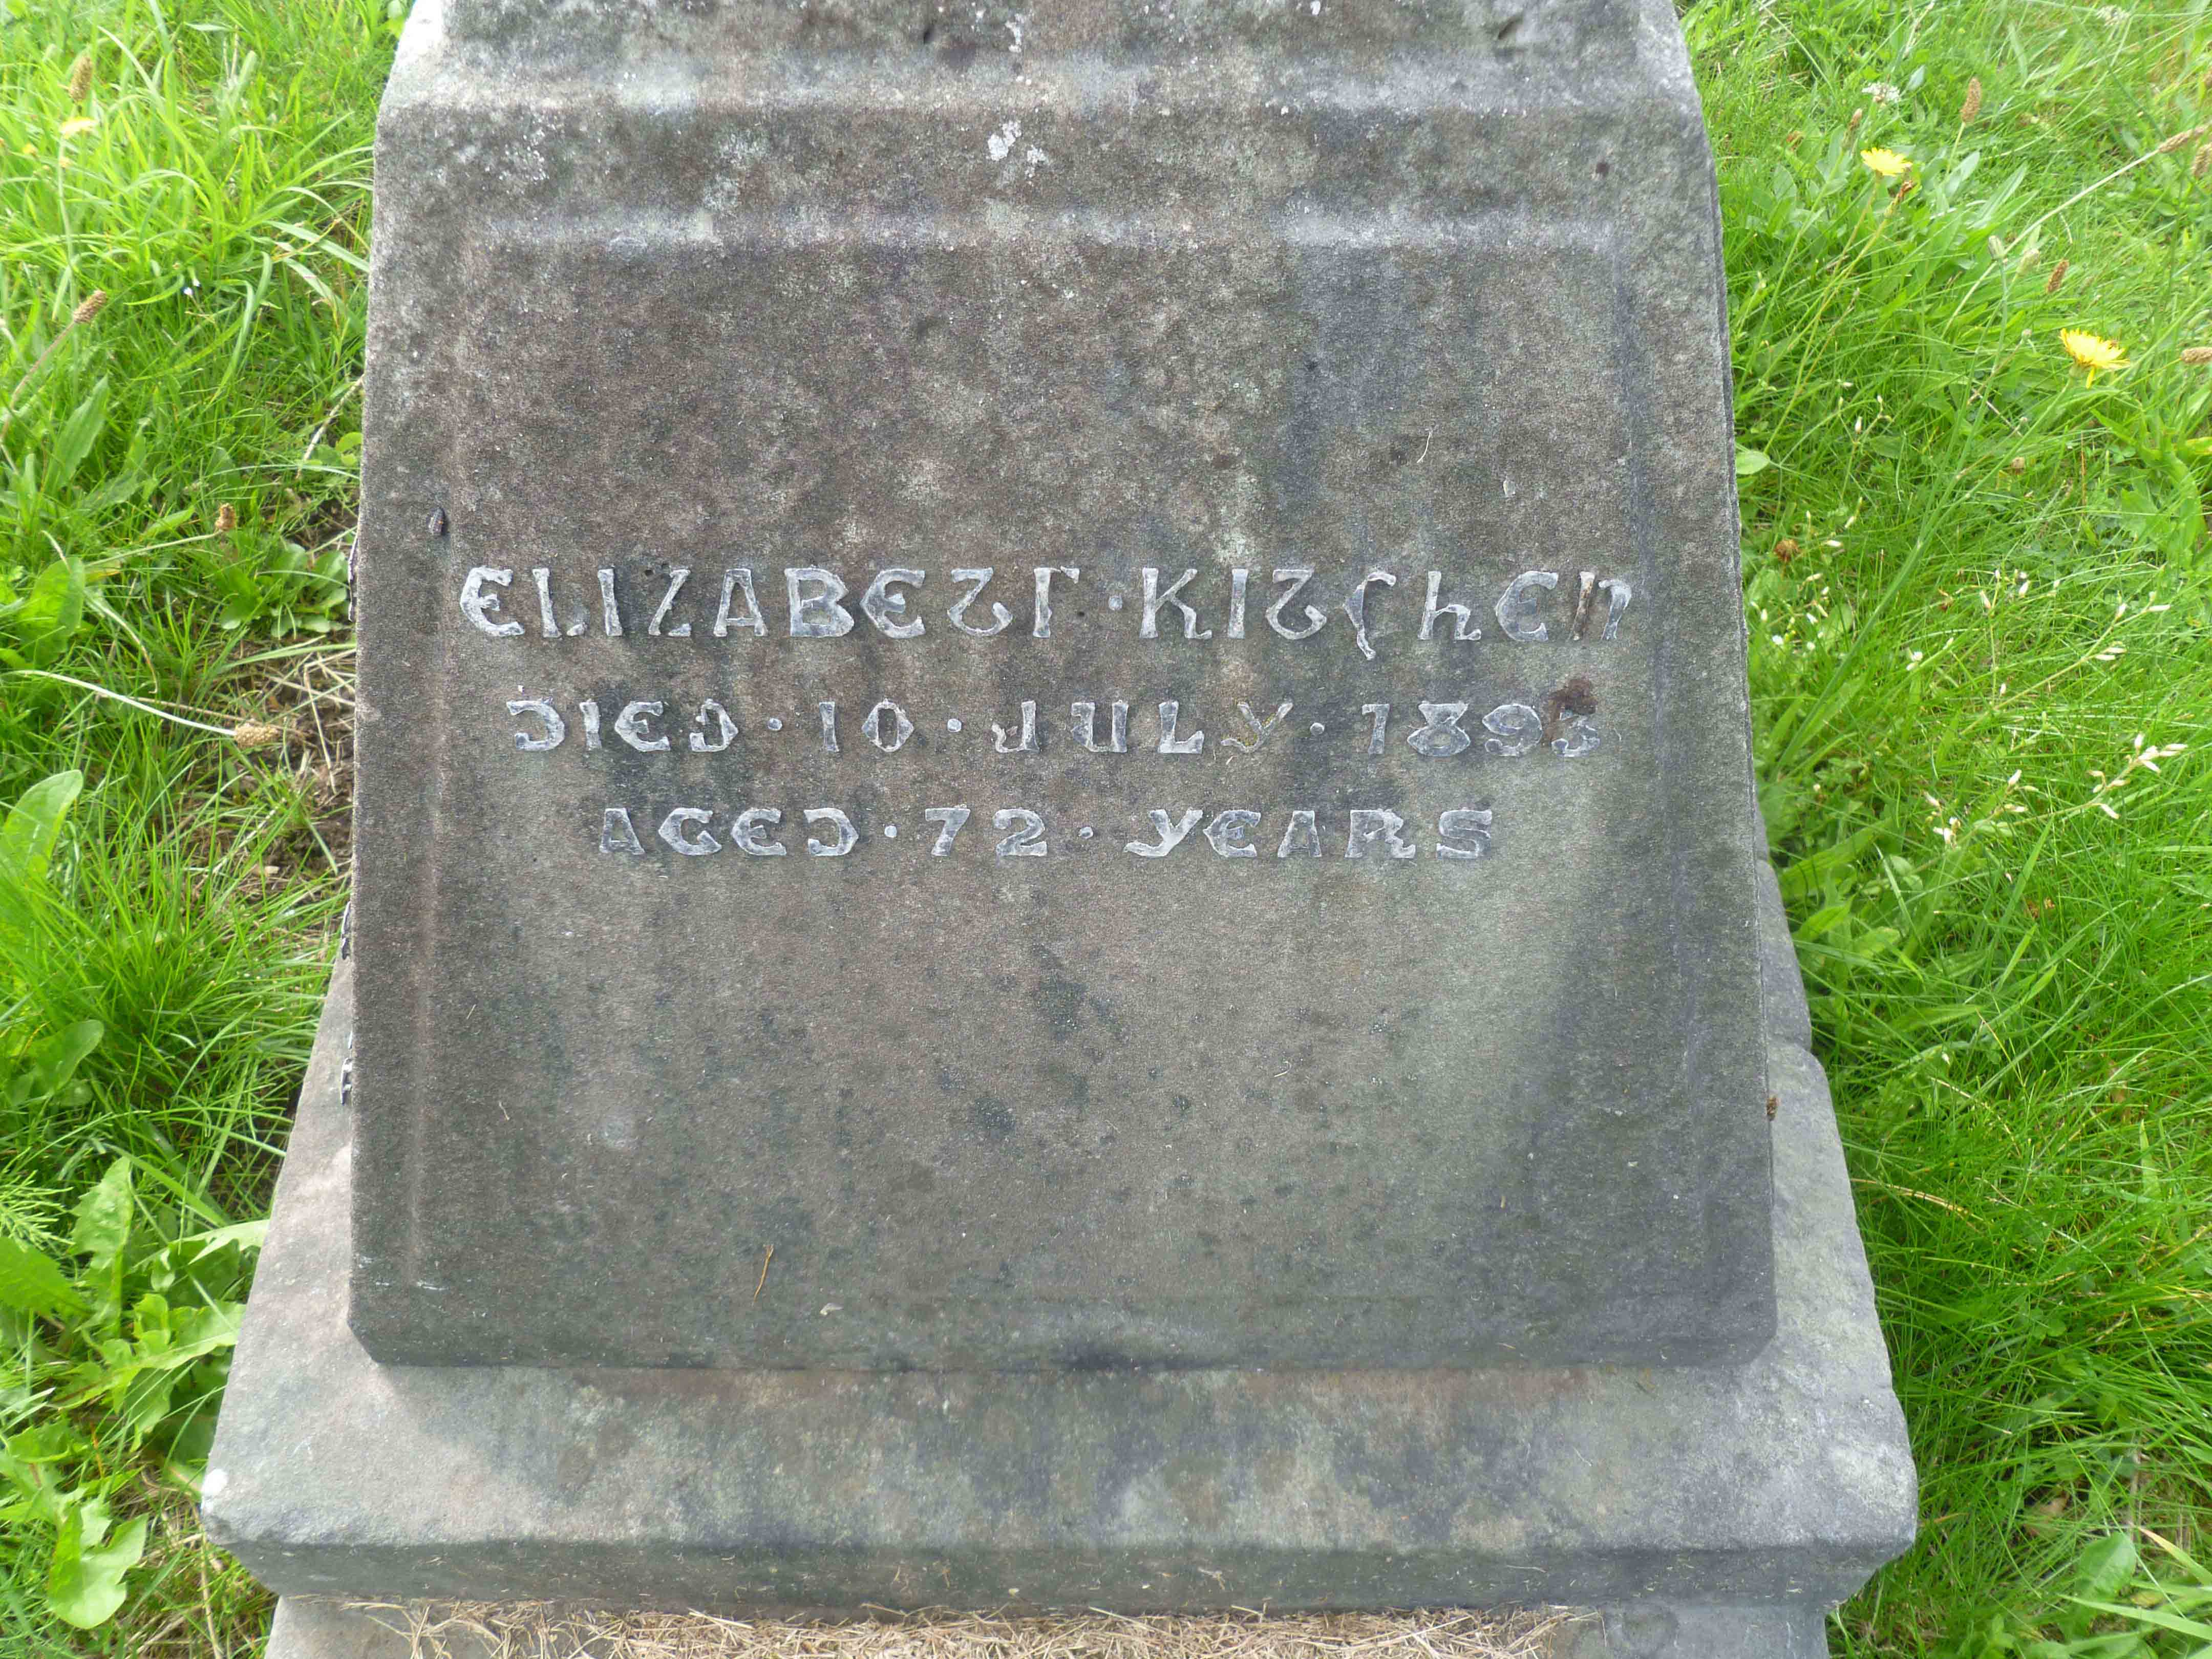 ELIZABETH · KITChEN
DIED · 10 · JULY · 1893
AGED · 72 · YEARS